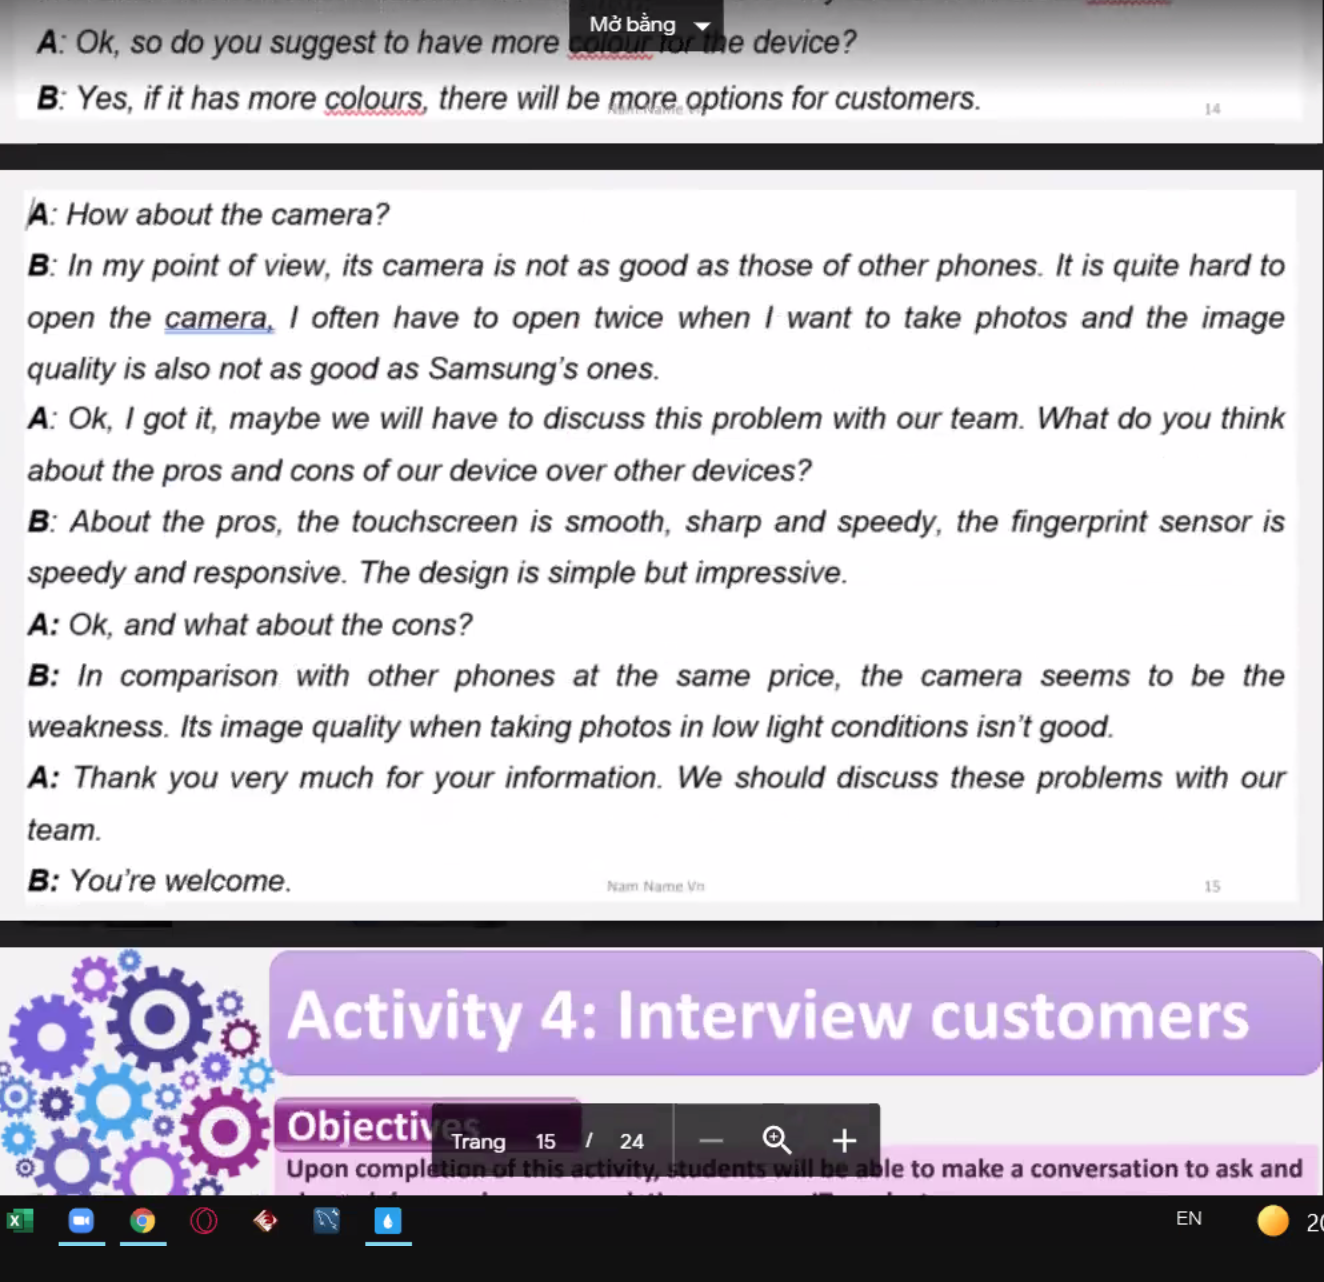 Mở bằng
A: Ok, so do you suggest to have more colour for the device?
B: Yes, if it has more colours, there will be more options for customers.
Nam Name Vn
14
A: How about the camera?
B: In my point of view, its camera is not as good as those of other phones. It is quite hard to
open the camera, I often have to open twice when I want to take photos and the image
quality is also not as good as Samsung's ones.
A: Ok, I got it, maybe we will have to discuss this problem with our team. What do you think
about the pros and cons of our device over other devices?
B: About the pros, the touchscreen is smooth, sharp and speedy, the fingerprint sensor is
speedy and responsive. The design is simple but impressive.
A: Ok, and what about the cons?
B: In comparison with other phones at the same price, the camera seems to be the
weakness. Its image quality when taking photos in low light conditions isn't good.
A: Thank you very much for your information. We should discuss these problems with our
team.
B: You're welcome.
Nam Name Vn
15
Activity 4: Interview customers
Objectives
Trang 15 / 24
Upon completion of this activity, students will be able to make a conversation to ask and
EN